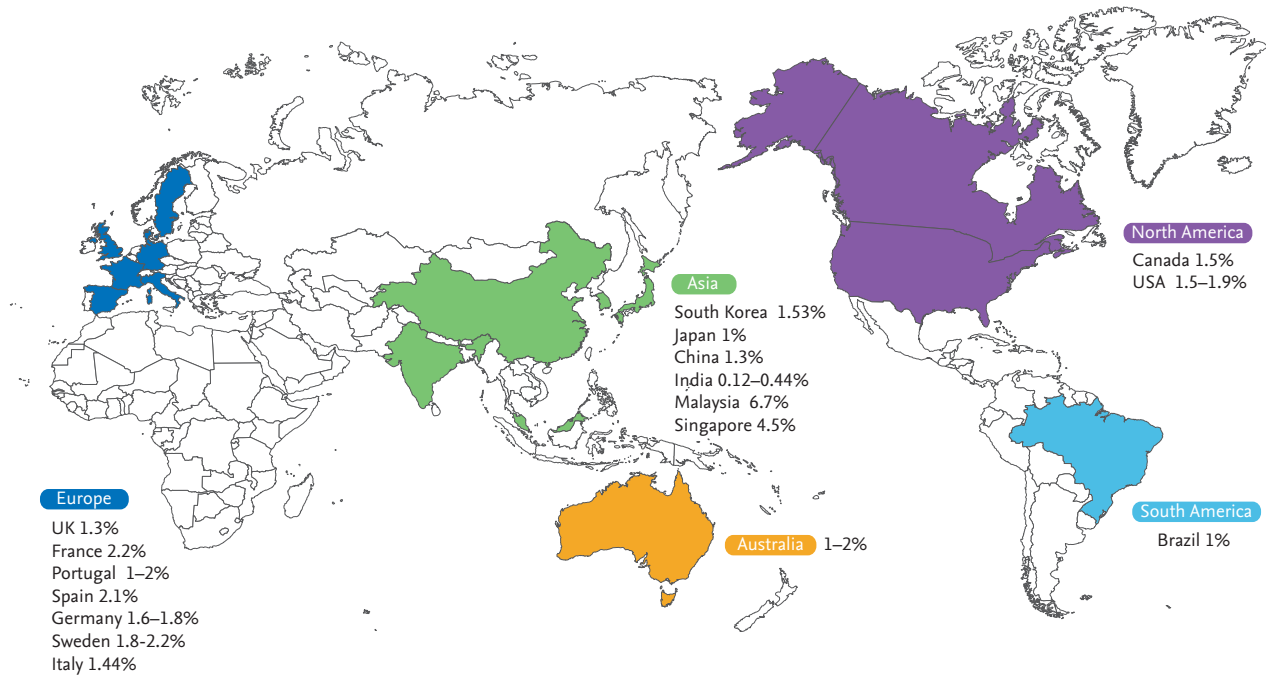 North America
Canada 1.5%
USA 1.5–1.9%
Asia
South Korea 1.53%
Japan 1%
China 1.3%
India 0.12–0.44%
Malaysia 6.7%
Singapore 4.5%
Europe
UK 1.3%
France 2.2%
Portugal 1–2%
Spain 2.1%
Germany 1.6–1.8%
Sweden 1.8-2.2%
Italy 1.44%
Australia 1–2%
South America
Brazil 1%